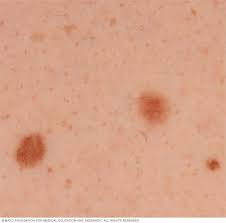 © MAYO FOUNDATION FOR MEDICAL EDUCATION AND RESEARCH. ALL RIGHTS RESERVED.